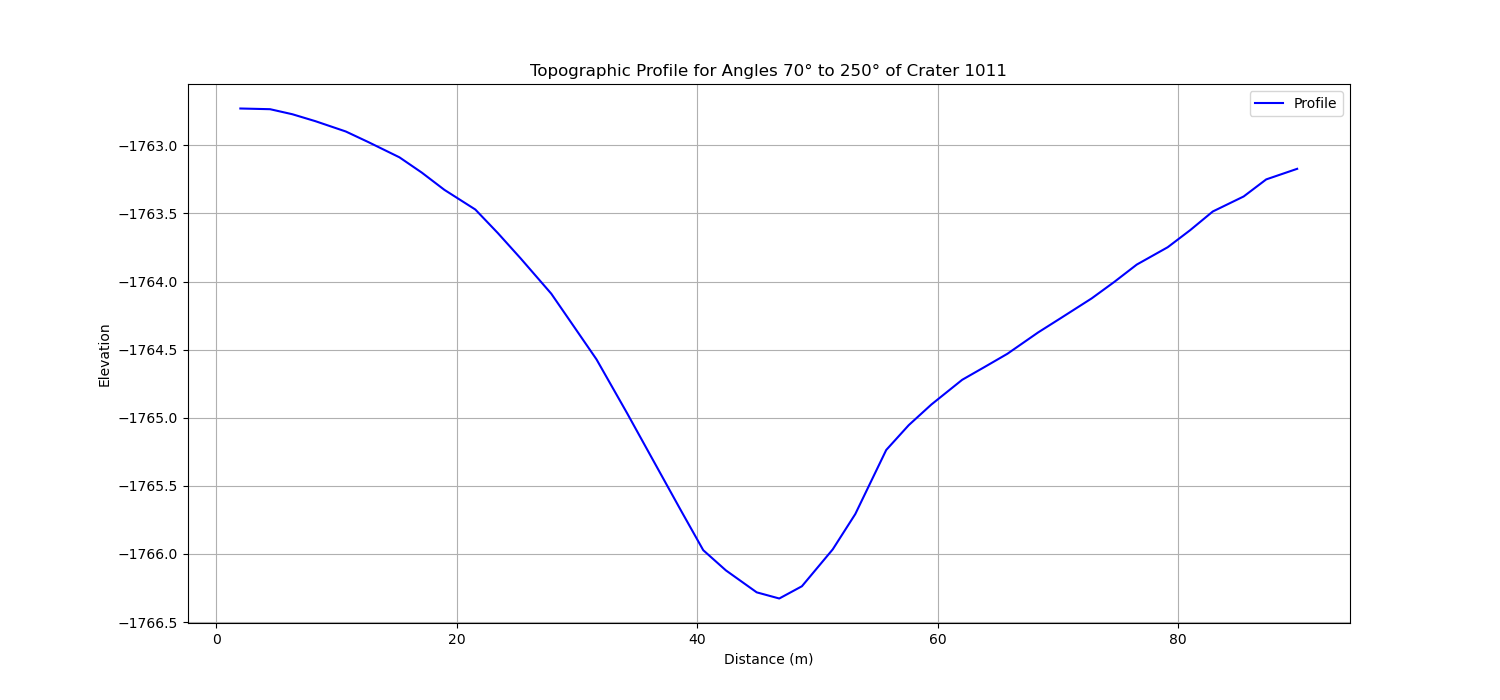 Topographic Profile for Angles 70° to 250° of Crater 1011
Profile
−1763.0
−1763.5
−1764.0
−1764.5
−1765.0
−1765.5
−1766.0
−1766.5
Elevation
0 20 40 60 80
Distance (m)